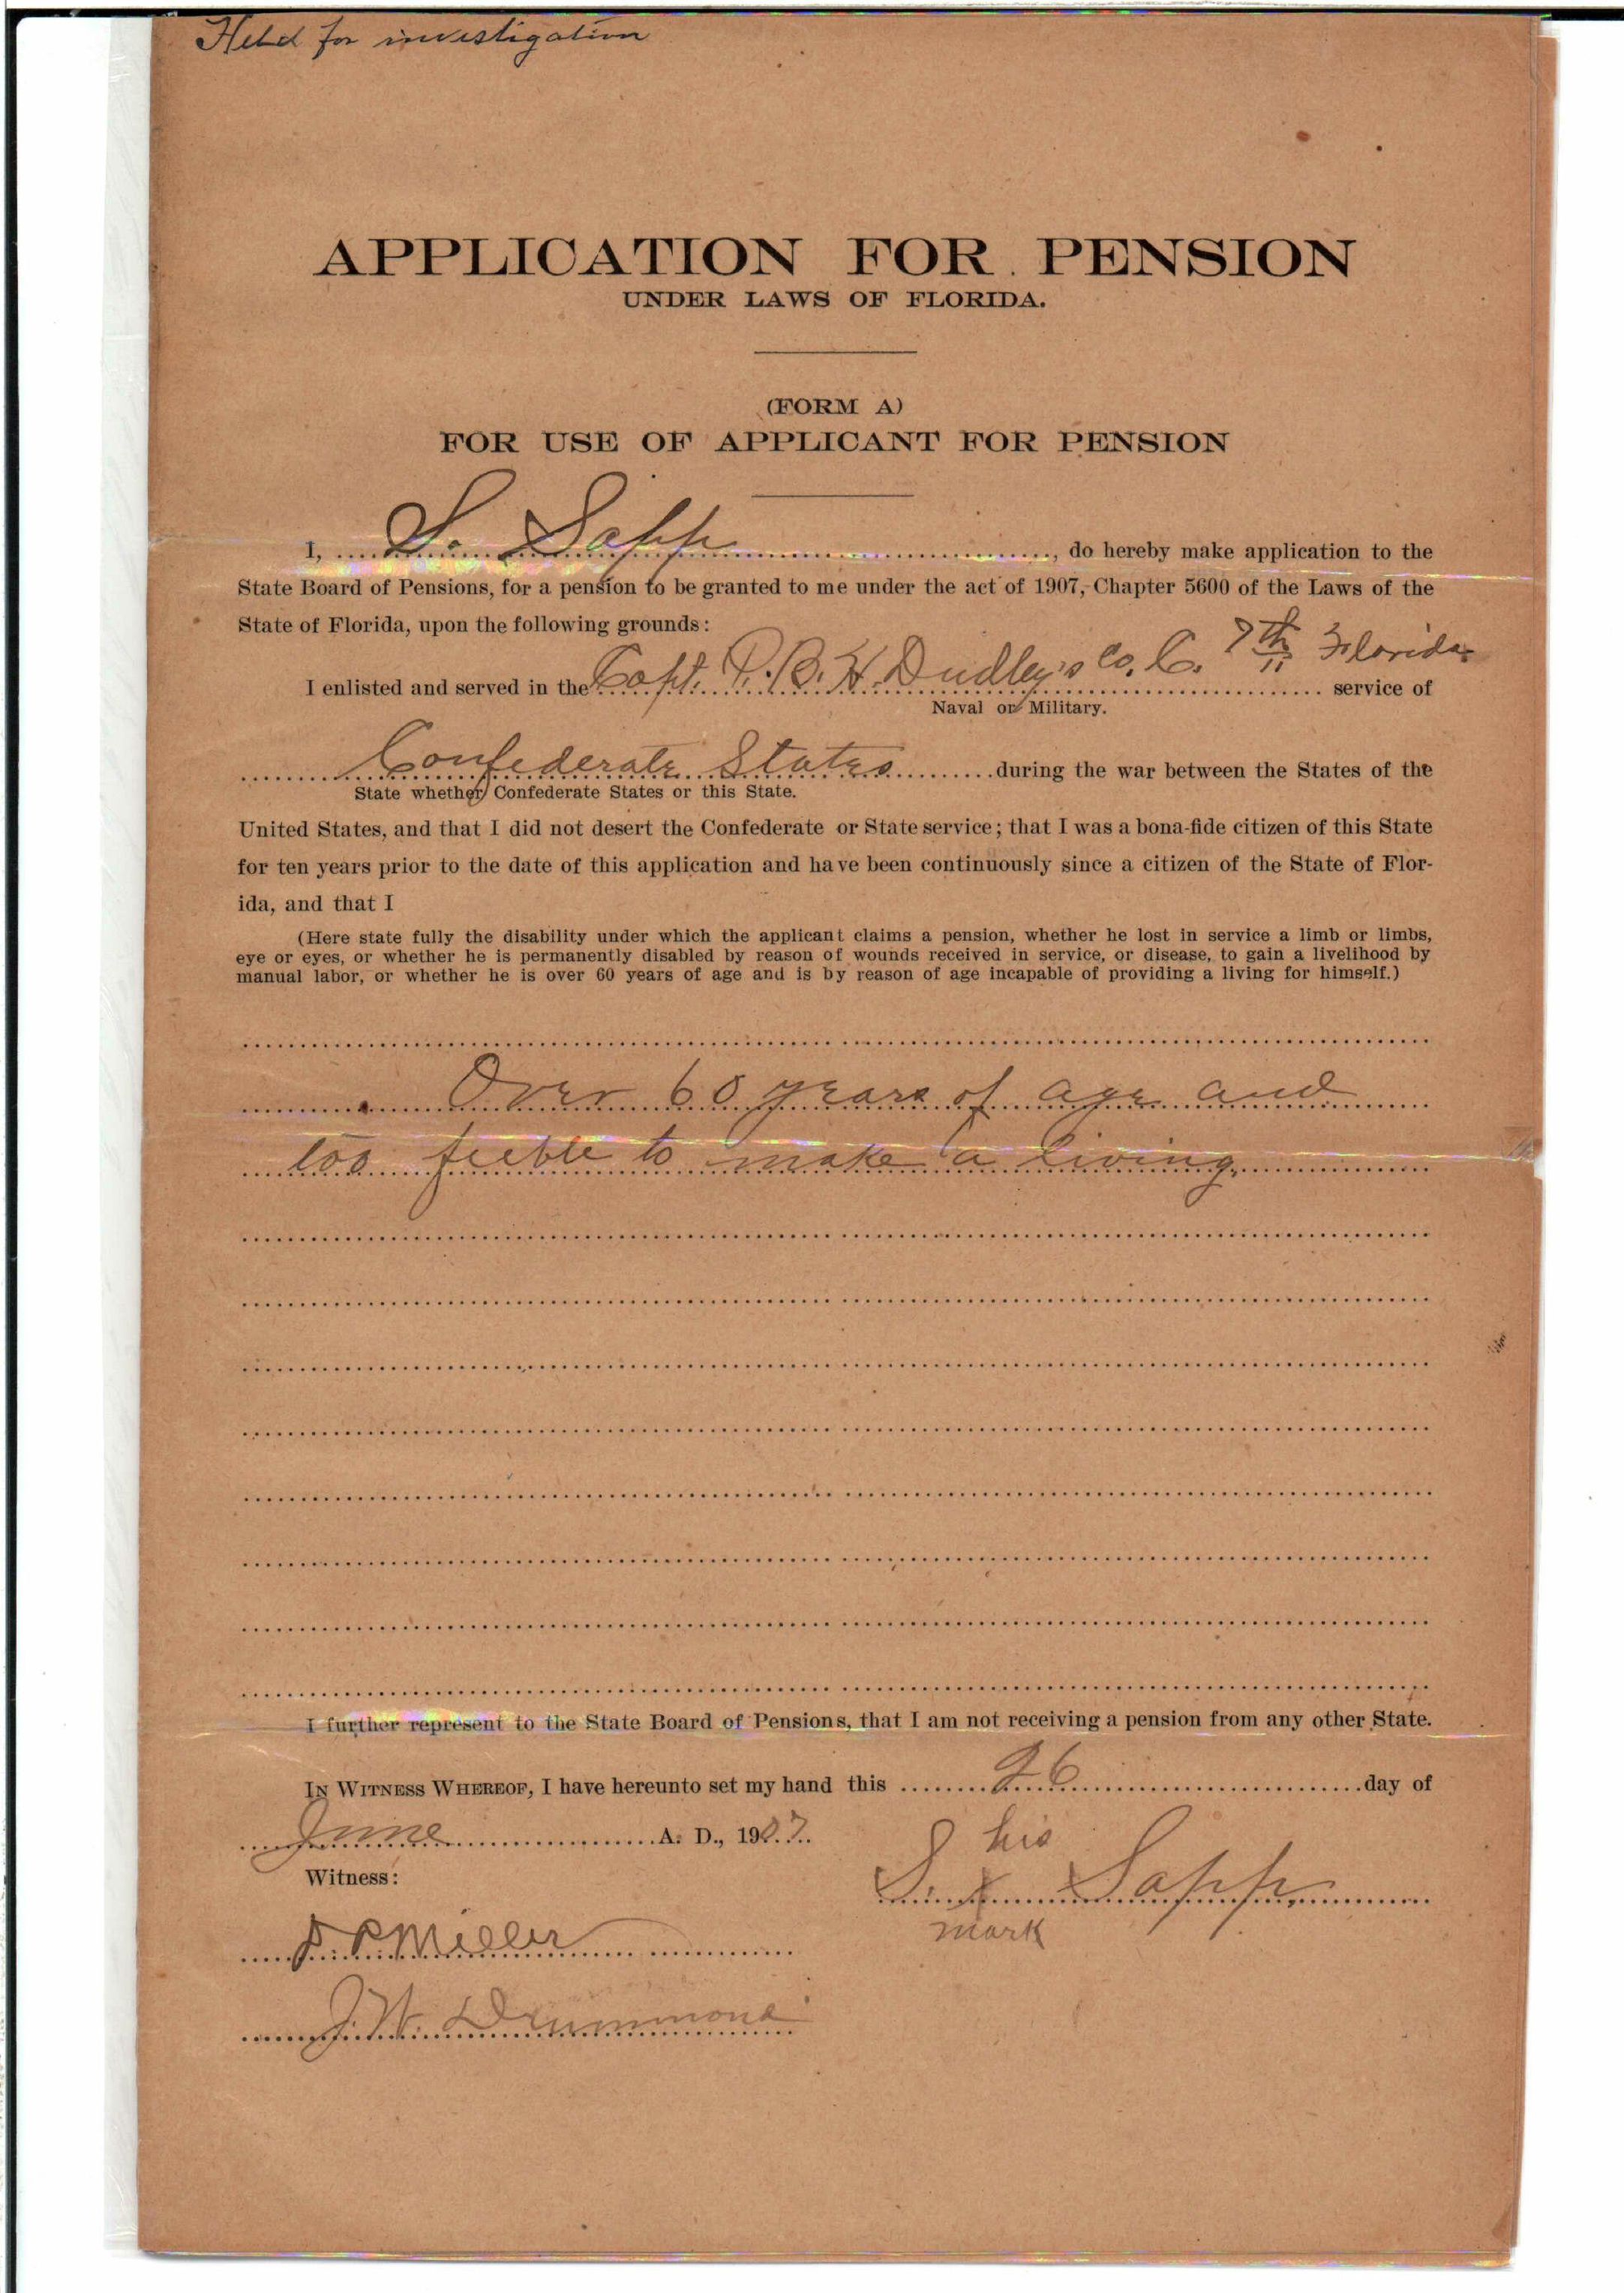 Held for investigation
APPLICATION FOR PENSION
UNDER LAWS OF FLORIDA.
(FORM A)
FOR USE OF APPLICANT FOR PENSION
I, S. Sapp, do hereby make application to the
State Board of Pensions, for a pension to be granted to me under the act of 1907, Chapter 5600 of the Laws of the
State of Florida, upon the following grounds:
I enlisted and served in the Capt. P. B. H. Dudley's Co. C. 7th Florida service of
Naval or Military.
Confederate States during the war between the States of the
State whether Confederate States or this State.
United States, and that I did not desert the Confederate or State service; that I was a bona-fide citizen of this State
for ten years prior to the date of this application and have been continuously since a citizen of the State of Flor-
ida, and that I
(Here state fully the disability under which the applicant claims a pension, whether he lost in service a limb or limbs,
eye or eyes, or whether he is permanently disabled by reason of wounds received in service, or disease, to gain a livelihood by
manual labor, or whether he is over 60 years of age and is by reason of age incapable of providing a living for himself.)
Over 60 years of age and
too feeble to make a living.
I further represent to the State Board of Pensions, that I am not receiving a pension from any other State.
IN WITNESS WHEREOF, I have hereunto set my hand this 26 day of
June A. D., 1907.
his
Witness:
S. x Sapp
mark
Miller
J. W. Drummond